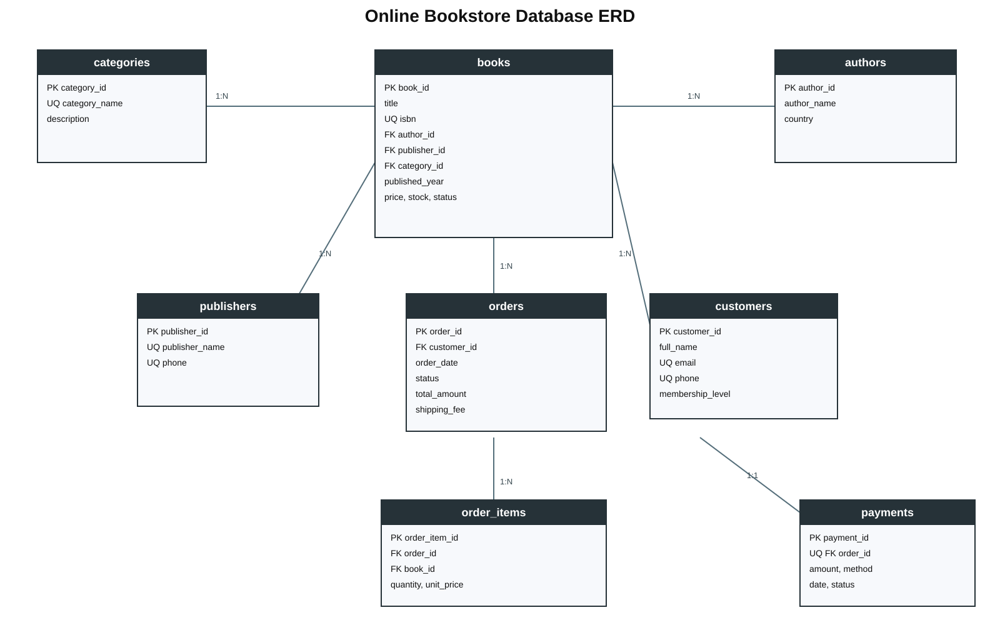 Online Bookstore Database ERD
categories
PK category_id
UQ category_name
description
1:N
books
PK book_id
title
UQ isbn
FK author_id
FK publisher_id
FK category_id
published_year
price, stock, status
1:N
authors
PK author_id
author_name
country
1:N
1:N
1:N
publishers
PK publisher_id
UQ publisher_name
UQ phone
orders
PK order_id
FK customer_id
order_date
status
total_amount
shipping_fee
customers
PK customer_id
full_name
UQ email
UQ phone
membership_level
1:N
1:1
order_items
PK order_item_id
FK order_id
FK book_id
quantity, unit_price
payments
PK payment_id
UQ FK order_id
amount, method
date, status